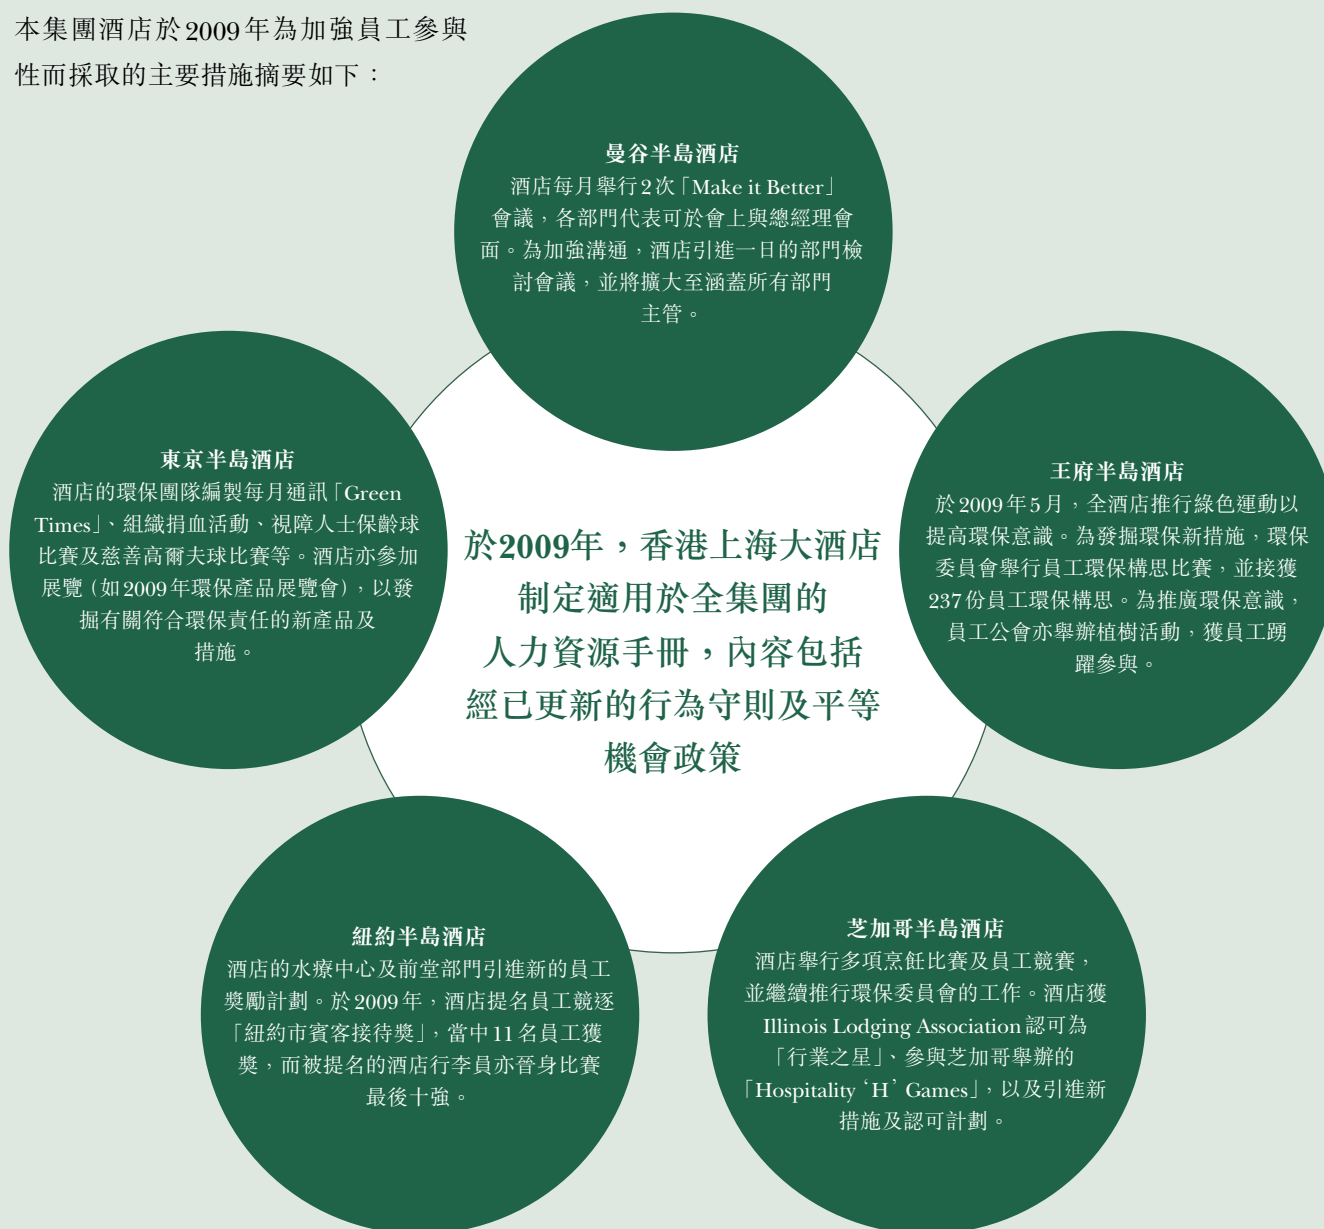 本集團酒店於2009年為加強員工參與
性而採取的主要措施摘要如下：
曼谷半島酒店
酒店每月舉行2次「Make it Better」
會議，各部門代表可於會上與總經理會
面。為加強溝通，酒店引進一日的部門檢
討會議，並將擴大至涵蓋所有部門
主管。
東京半島酒店
酒店的環保團隊編製每月通訊「Green
Times」、組織捐血活動、視障人士保齡球
比賽及慈善高爾夫球比賽等。酒店亦參加
展覽（如2009年環保產品展覽會），以發
掘有關符合環保責任的新產品及
措施。
王府半島酒店
於2009年5月，全酒店推行綠色運動以
提高環保意識。為發掘環保新措施，環保
委員會舉行員工環保構思比賽，並接獲
237份員工環保構思。為推廣環保意識，
員工公會亦舉辦植樹活動，獲員工踴
躍參與。
於2009年，香港上海大酒店
制定適用於全集團的
人力資源手冊，內容包括
經已更新的行為守則及平等
機會政策
紐約半島酒店
酒店的水療中心及前堂部門引進新的員工
獎勵計劃。於2009年，酒店提名員工競逐
「紐約市賓客接待獎」，當中11名員工獲
獎，而被提名的酒店行李員亦晉身比賽
最後十強。
芝加哥半島酒店
酒店舉行多項烹飪比賽及員工競賽，
並繼續推行環保委員會的工作。酒店獲
Illinois Lodging Association認可為
「行業之星」、參與芝加哥舉辦的
「Hospitality ‘H’ Games」，以及引進新
措施及認可計劃。